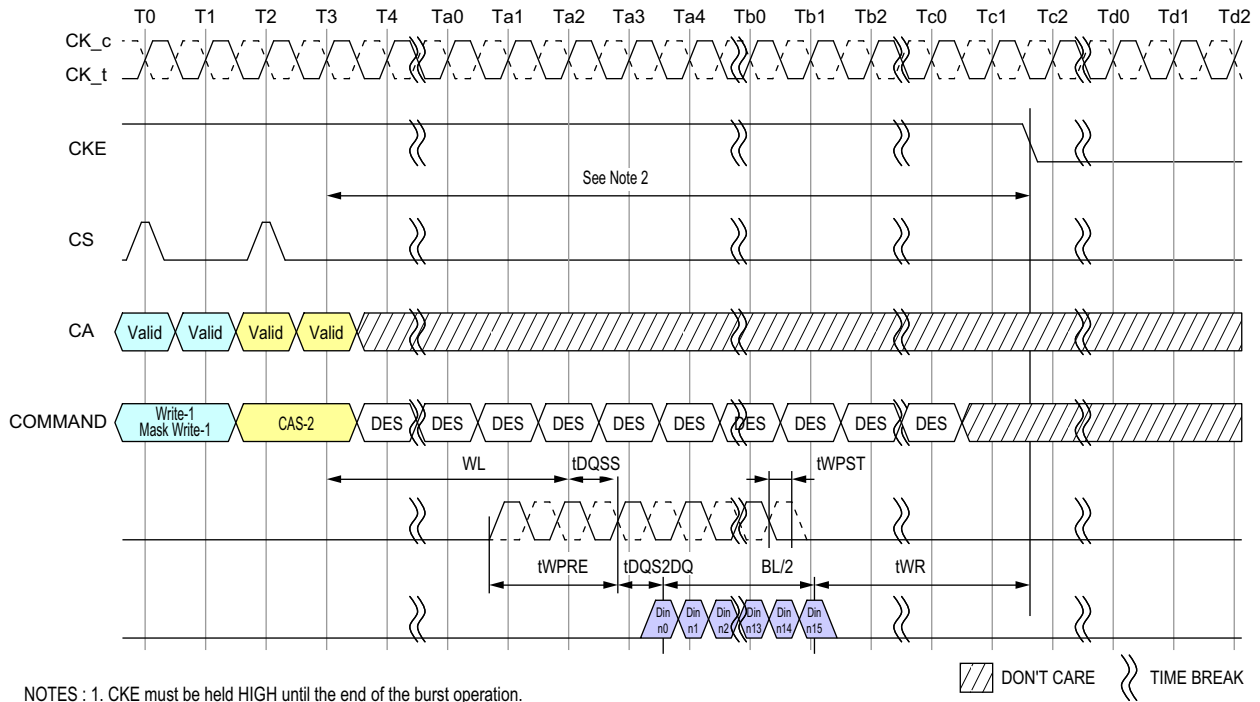 T0 T1 T2 T3 T4 Ta0 Ta1 Ta2 Ta3 Ta4 Tb0 Tb1 Tb2 Tc0 Tc1 Tc2 Td0 Td1 Td2
CK_c
CK_t
CKE
See Note 2
CS
CA Valid Valid Valid Valid
COMMAND Write-1 Mask Write-1 CAS-2 DES DES DES DES DES DES DES DES DES DES
WL tDQSS tWPST
tWPRE tDQS2DQ BL/2 tWR
Din n0 Din n1 Din n2 Din n13 Din n14 Din n15
DON'T CARE TIME BREAK
NOTES : 1. CKE must be held HIGH until the end of the burst operation.